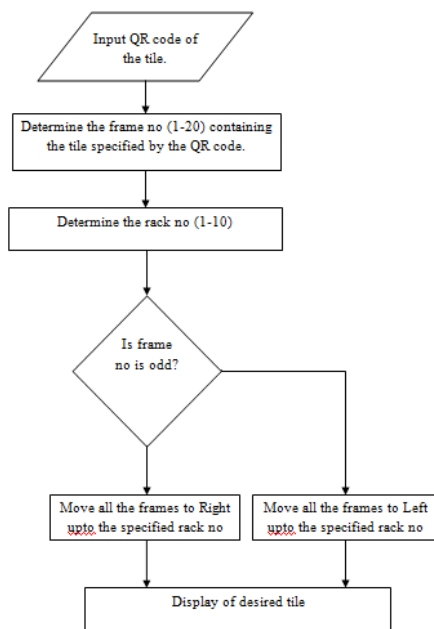 Input QR code of
the tile.
Determine the frame no (1-20) containing
the tile specified by the QR code.
Determine the rack no (1-10)
Is frame
no is odd?
Move all the frames to Right
upto the specified rack no
Move all the frames to Left
upto the specified rack no
Display of desired tile